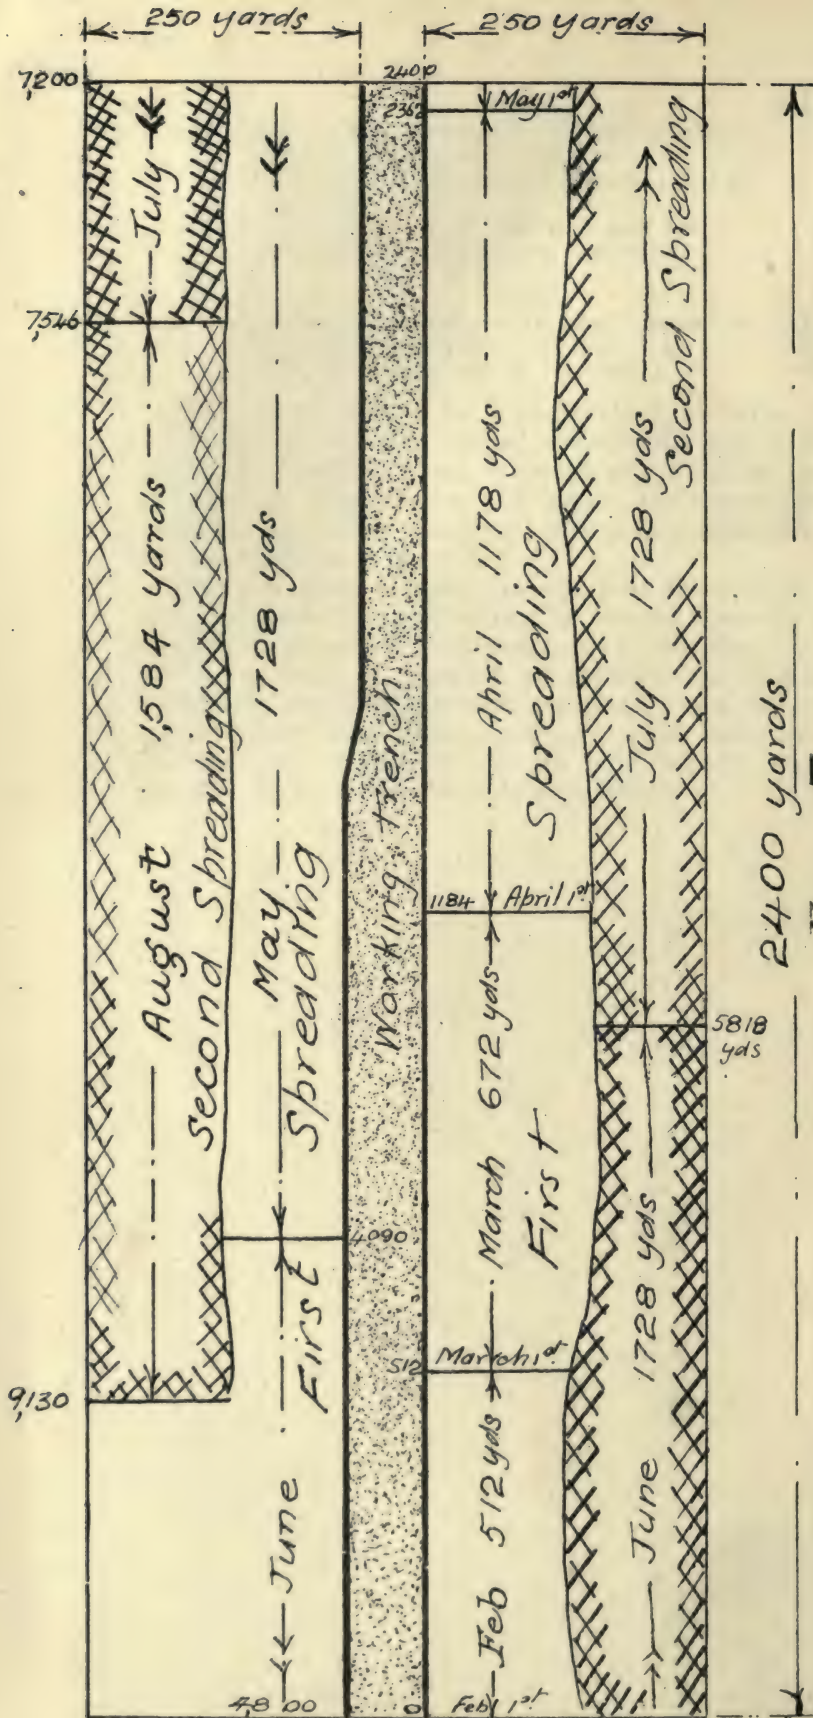 250 yards
250 yards
7,200
2400
2362
May 1st
July
7,546
August 1,584 yards
Second Spreading
May 1728 yds
First Spreading
4090
June
4,800
9,130
Working trench
April 1178 yds
1184 April 1st
March 672 yds
First Spreading
512 March 1st
Feb 512 yds
0
Feb 1st
July 1728 yds
Second Spreading
5818
yds
June 1728 yds
2400 yards